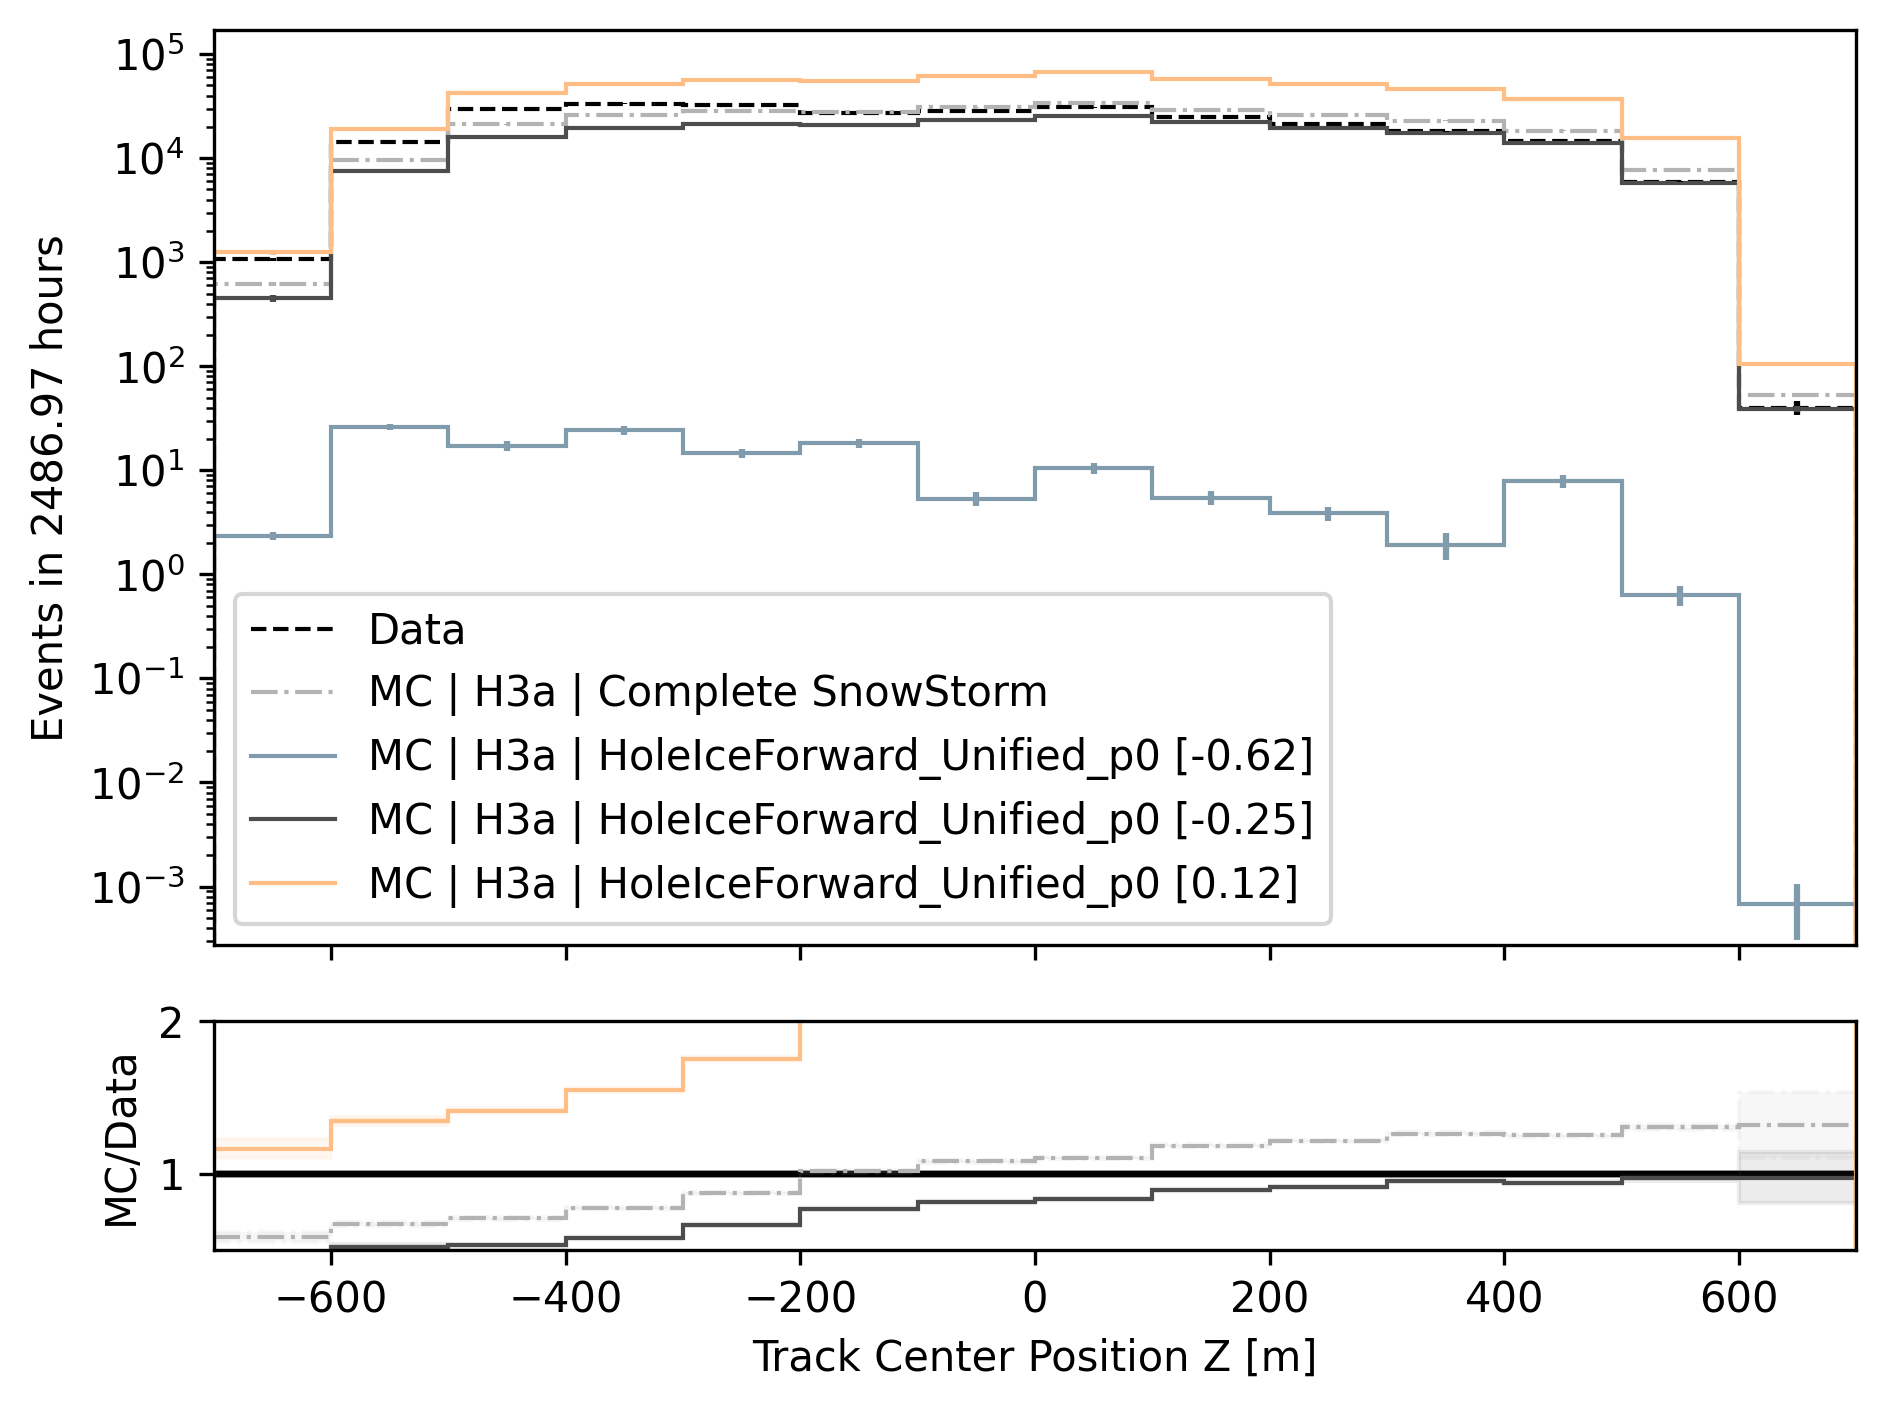 10^5
10^4
10^3
10^2
10^1
10^0
10^−1
10^−2
10^−3
Events in 2486.97 hours
Data
MC | H3a | Complete SnowStorm
MC | H3a | HoleIceForward_Unified_p0 [-0.62]
MC | H3a | HoleIceForward_Unified_p0 [-0.25]
MC | H3a | HoleIceForward_Unified_p0 [0.12]
2
1
MC/Data
−600 −400 −200 0 200 400 600
Track Center Position Z [m]